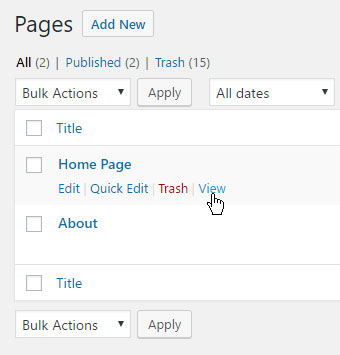 Pages Add New
All (2) | Published (2) | Trash (15)
Bulk Actions Apply All dates
Title
Home Page
Edit | Quick Edit | Trash | View
About
Title
Bulk Actions Apply